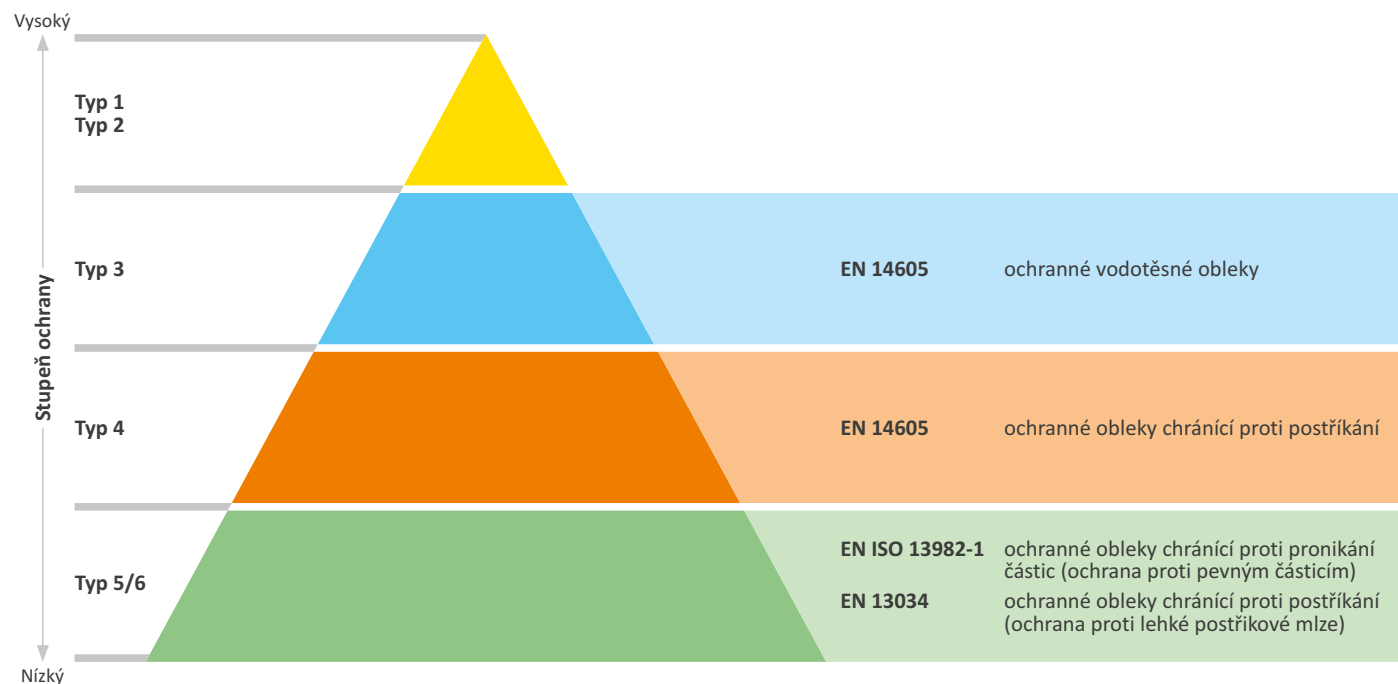 Vysoký
Typ 1
Typ 2
Stupeň ochrany
Typ 3
EN 14605
ochranné vodotěsné obleky
Typ 4
EN 14605
ochranné obleky chránící proti postříkání
Typ 5/6
EN ISO 13982-1
ochranné obleky chránící proti pronikání
částic (ochrana proti pevným částicím)
EN 13034
ochranné obleky chránící proti postříkání
(ochrana proti lehké postřikové mlze)
Nízký